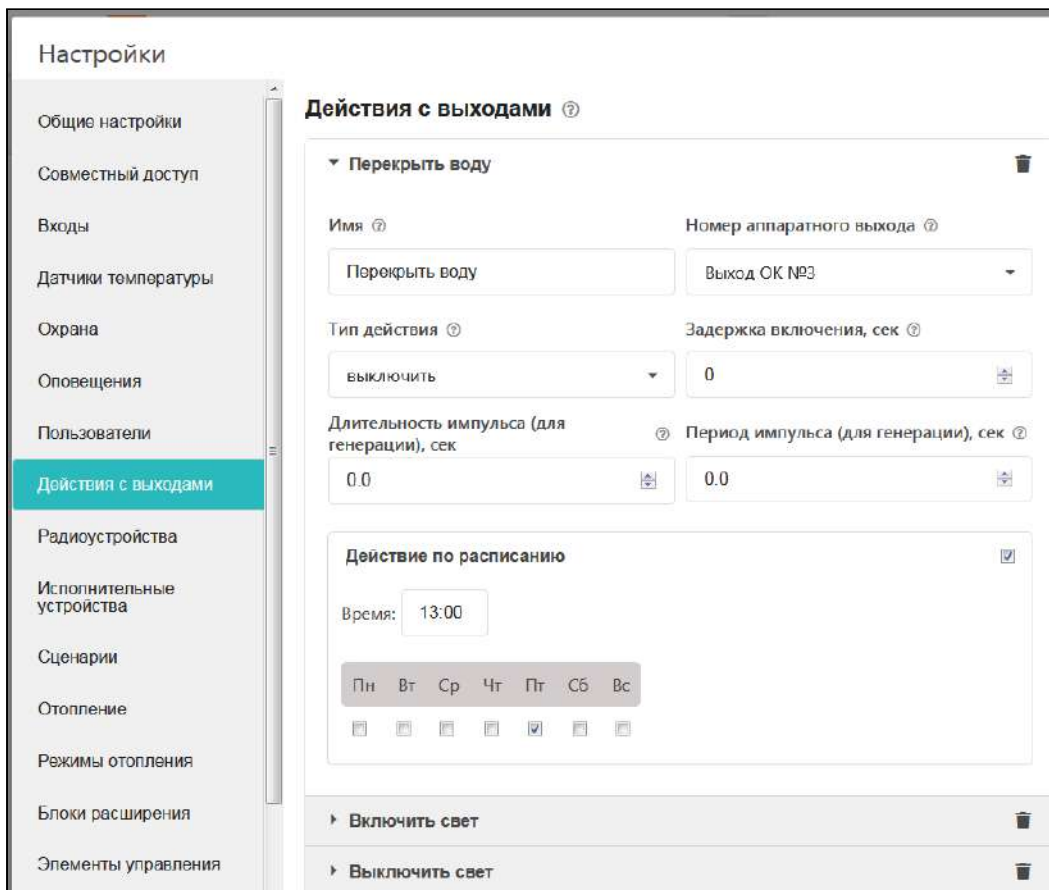 Настройки
Общие настройки
Совместный доступ
Входы
Датчики температуры
Охрана
Оповещения
Пользователи
Действия с выходами
Радиоустройства
Исполнительные
устройства
Сценарии
Отопление
Режимы отопления
Блоки расширения
Элементы управления
Действия с выходами
Перекрыть воду
Имя
Номер аппаратного выхода
Перекрыть воду
Выход ОК №3
Тип действия
Задержка включения, сек
выключить
0
Длительность импульса (для
генерации), сек
Период импульса (для генерации), сек
0.0
0.0
Действие по расписанию
Время: 13:00
Пн Вт Ср Чт Пт Сб Вс
Включить свет
Выключить свет